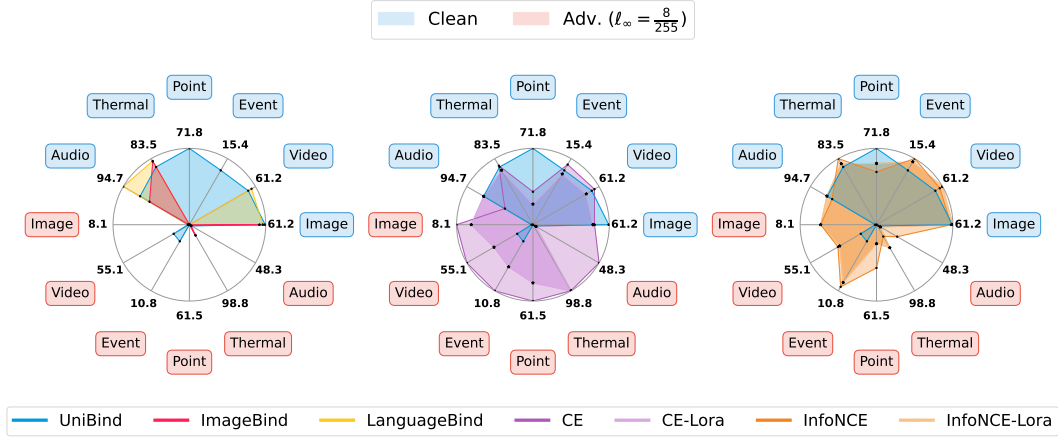 Clean Adv. (ℓ∞ = 8/255)
Point Point Point
Thermal Event Thermal Event Thermal Event
71.8 71.8 71.8
83.5 15.4 83.5 15.4 83.5 15.4
Audio Video Audio Video Audio Video
94.7 61.2 94.7 61.2 94.7 61.2
Image 8.1 61.2 Image Image 8.1 61.2 Image Image 8.1 61.2 Image
55.1 48.3 55.1 48.3 55.1 48.3
Video Audio Video Audio Video Audio
10.8 98.8 10.8 98.8 10.8 98.8
61.5 61.5 61.5
Event Thermal Event Thermal Event Thermal
Point Point Point
UniBind ImageBind LanguageBind CE CE-Lora InfoNCE InfoNCE-Lora